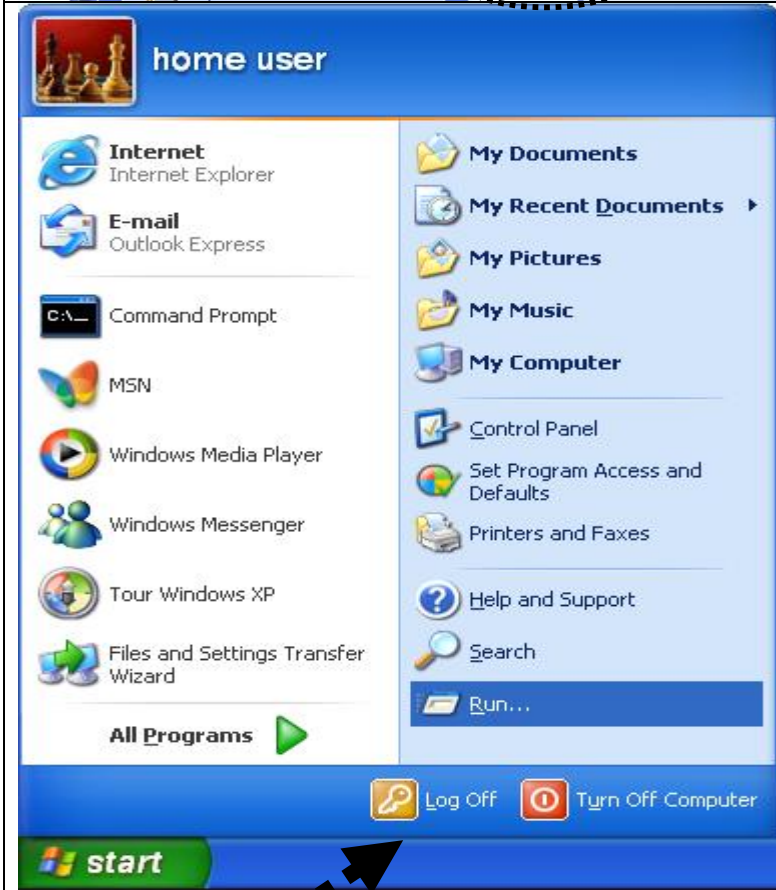 home user
Internet
Internet Explorer
E-mail
Outlook Express
C:\_
Command Prompt
MSN
Windows Media Player
Windows Messenger
Tour Windows XP
Files and Settings Transfer
Wizard
All Programs
My Documents
My Recent Documents
My Pictures
My Music
My Computer
Control Panel
Set Program Access and
Defaults
Printers and Faxes
Help and Support
Search
Run...
Log Off
Turn Off Computer
start